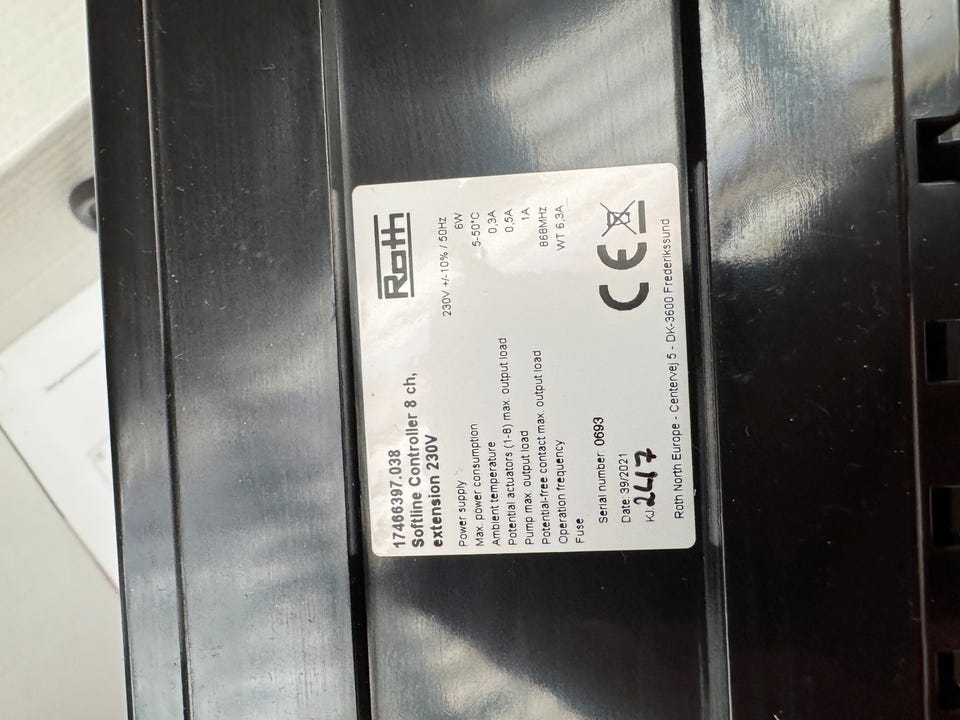 Roth
17466397.038
Softline Controller 8 ch,
extension 230V
Power supply 230V +/-10% / 50Hz
Max. power consumption 6W
Ambient temperature 5-50°C
Potential actuators (1-8) max. output load 0,3A
Pump max. output load 0,5A
Potential-free contact max. output load 1A
Operation frequency 868MHz
Fuse WT 6,3A
Serial number: 0693
Date: 39/2021
KJ: 2417
CE
Roth North Europe - Centervej 5 - DK-3600 Frederikssund